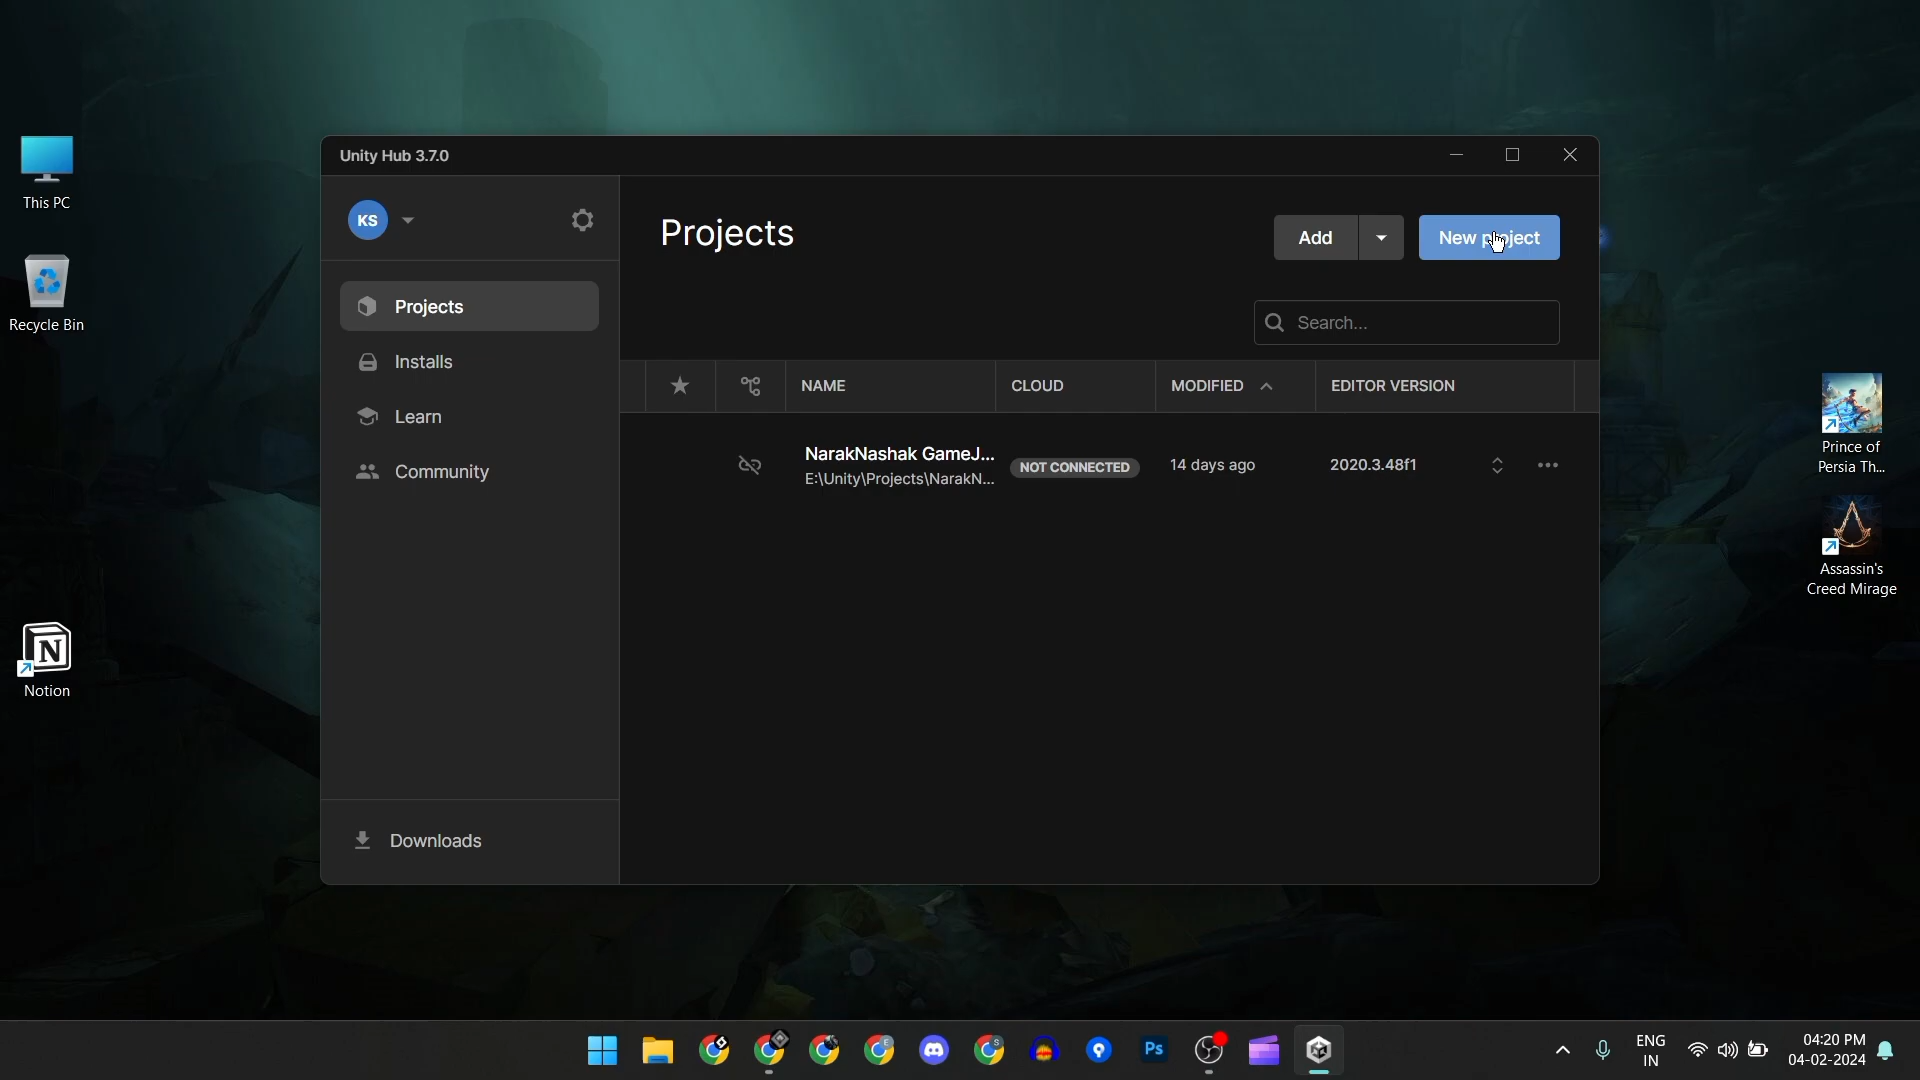 Unity Hub 3.7.0
KS
Projects
Installs
Learn
Community
Downloads
Projects
Add
New project
Search...
NAME
CLOUD
MODIFIED
EDITOR VERSION
NarakNashak GameJ...
E:\Unity\Projects\NarakN...
NOT CONNECTED
14 days ago
2020.3.48f1
This PC
Recycle Bin
N
Notion
Prince of
Persia Th...
Assassin's
Creed Mirage
E
S
Ps
ENG
IN
04:20 PM
04-02-2024